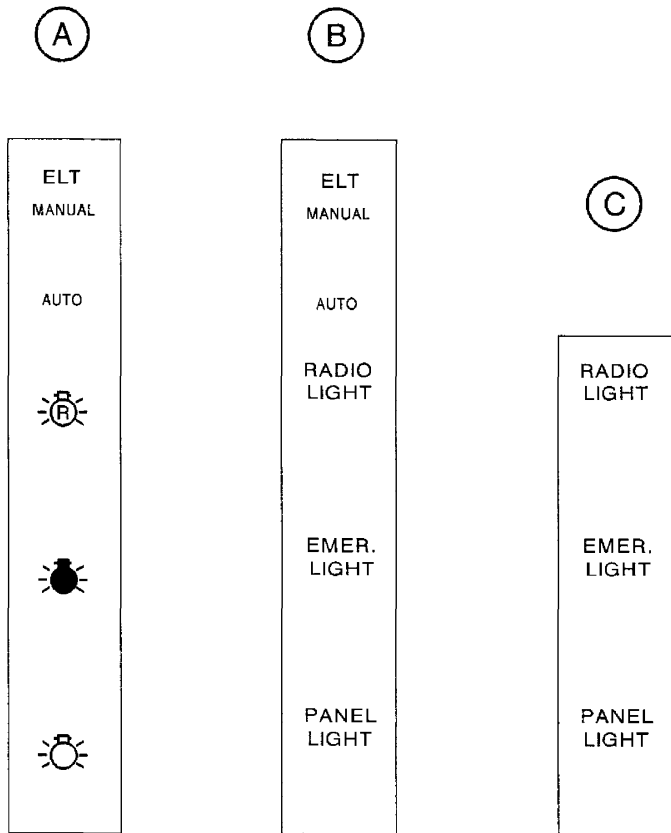 A
ELT
MANUAL
AUTO
R
B
ELT
MANUAL
AUTO
RADIO
LIGHT
EMER.
LIGHT
PANEL
LIGHT
C
RADIO
LIGHT
EMER.
LIGHT
PANEL
LIGHT